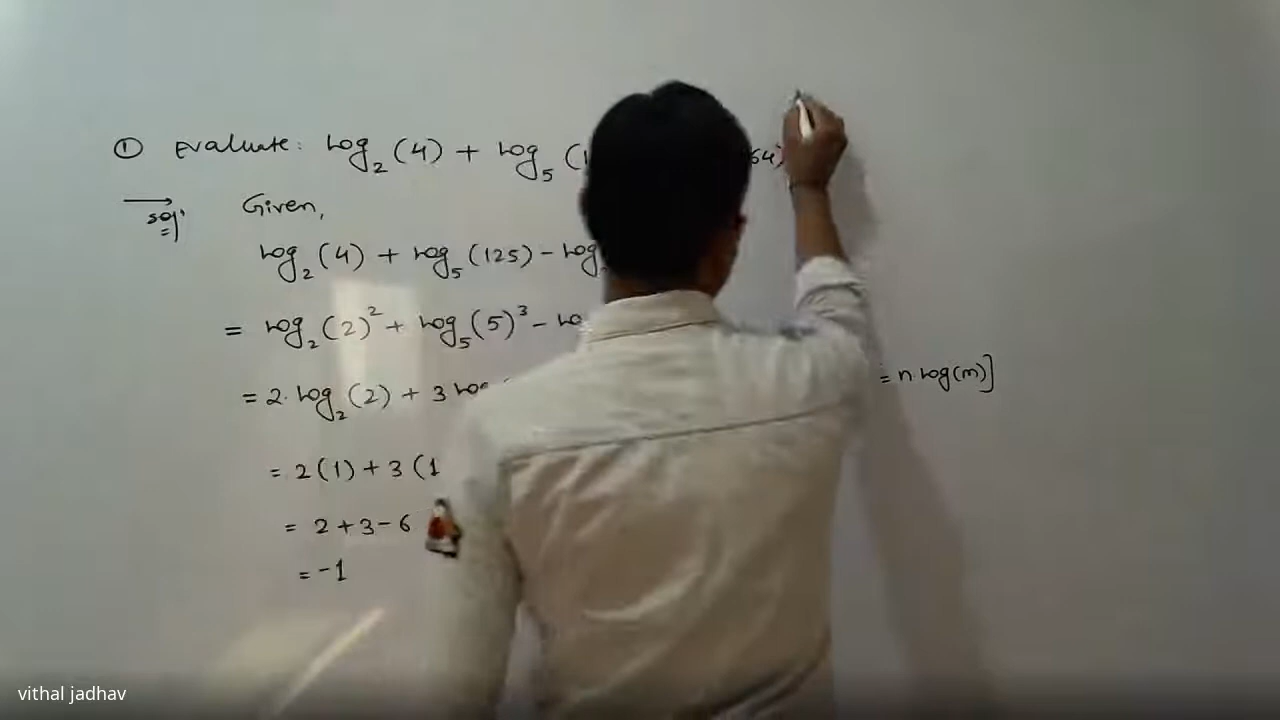 ① Evaluate: log₂(4) + log₅(1 64)
Solⁿ Given,
log₂(4) + log₅(125) - log
= log₂(2)² + log₅(5)³ -
= 2. log₂(2) + 3 log = n log(m)]
= 2(1) + 3(1
= 2 + 3 - 6
= -1
vithal jadhav